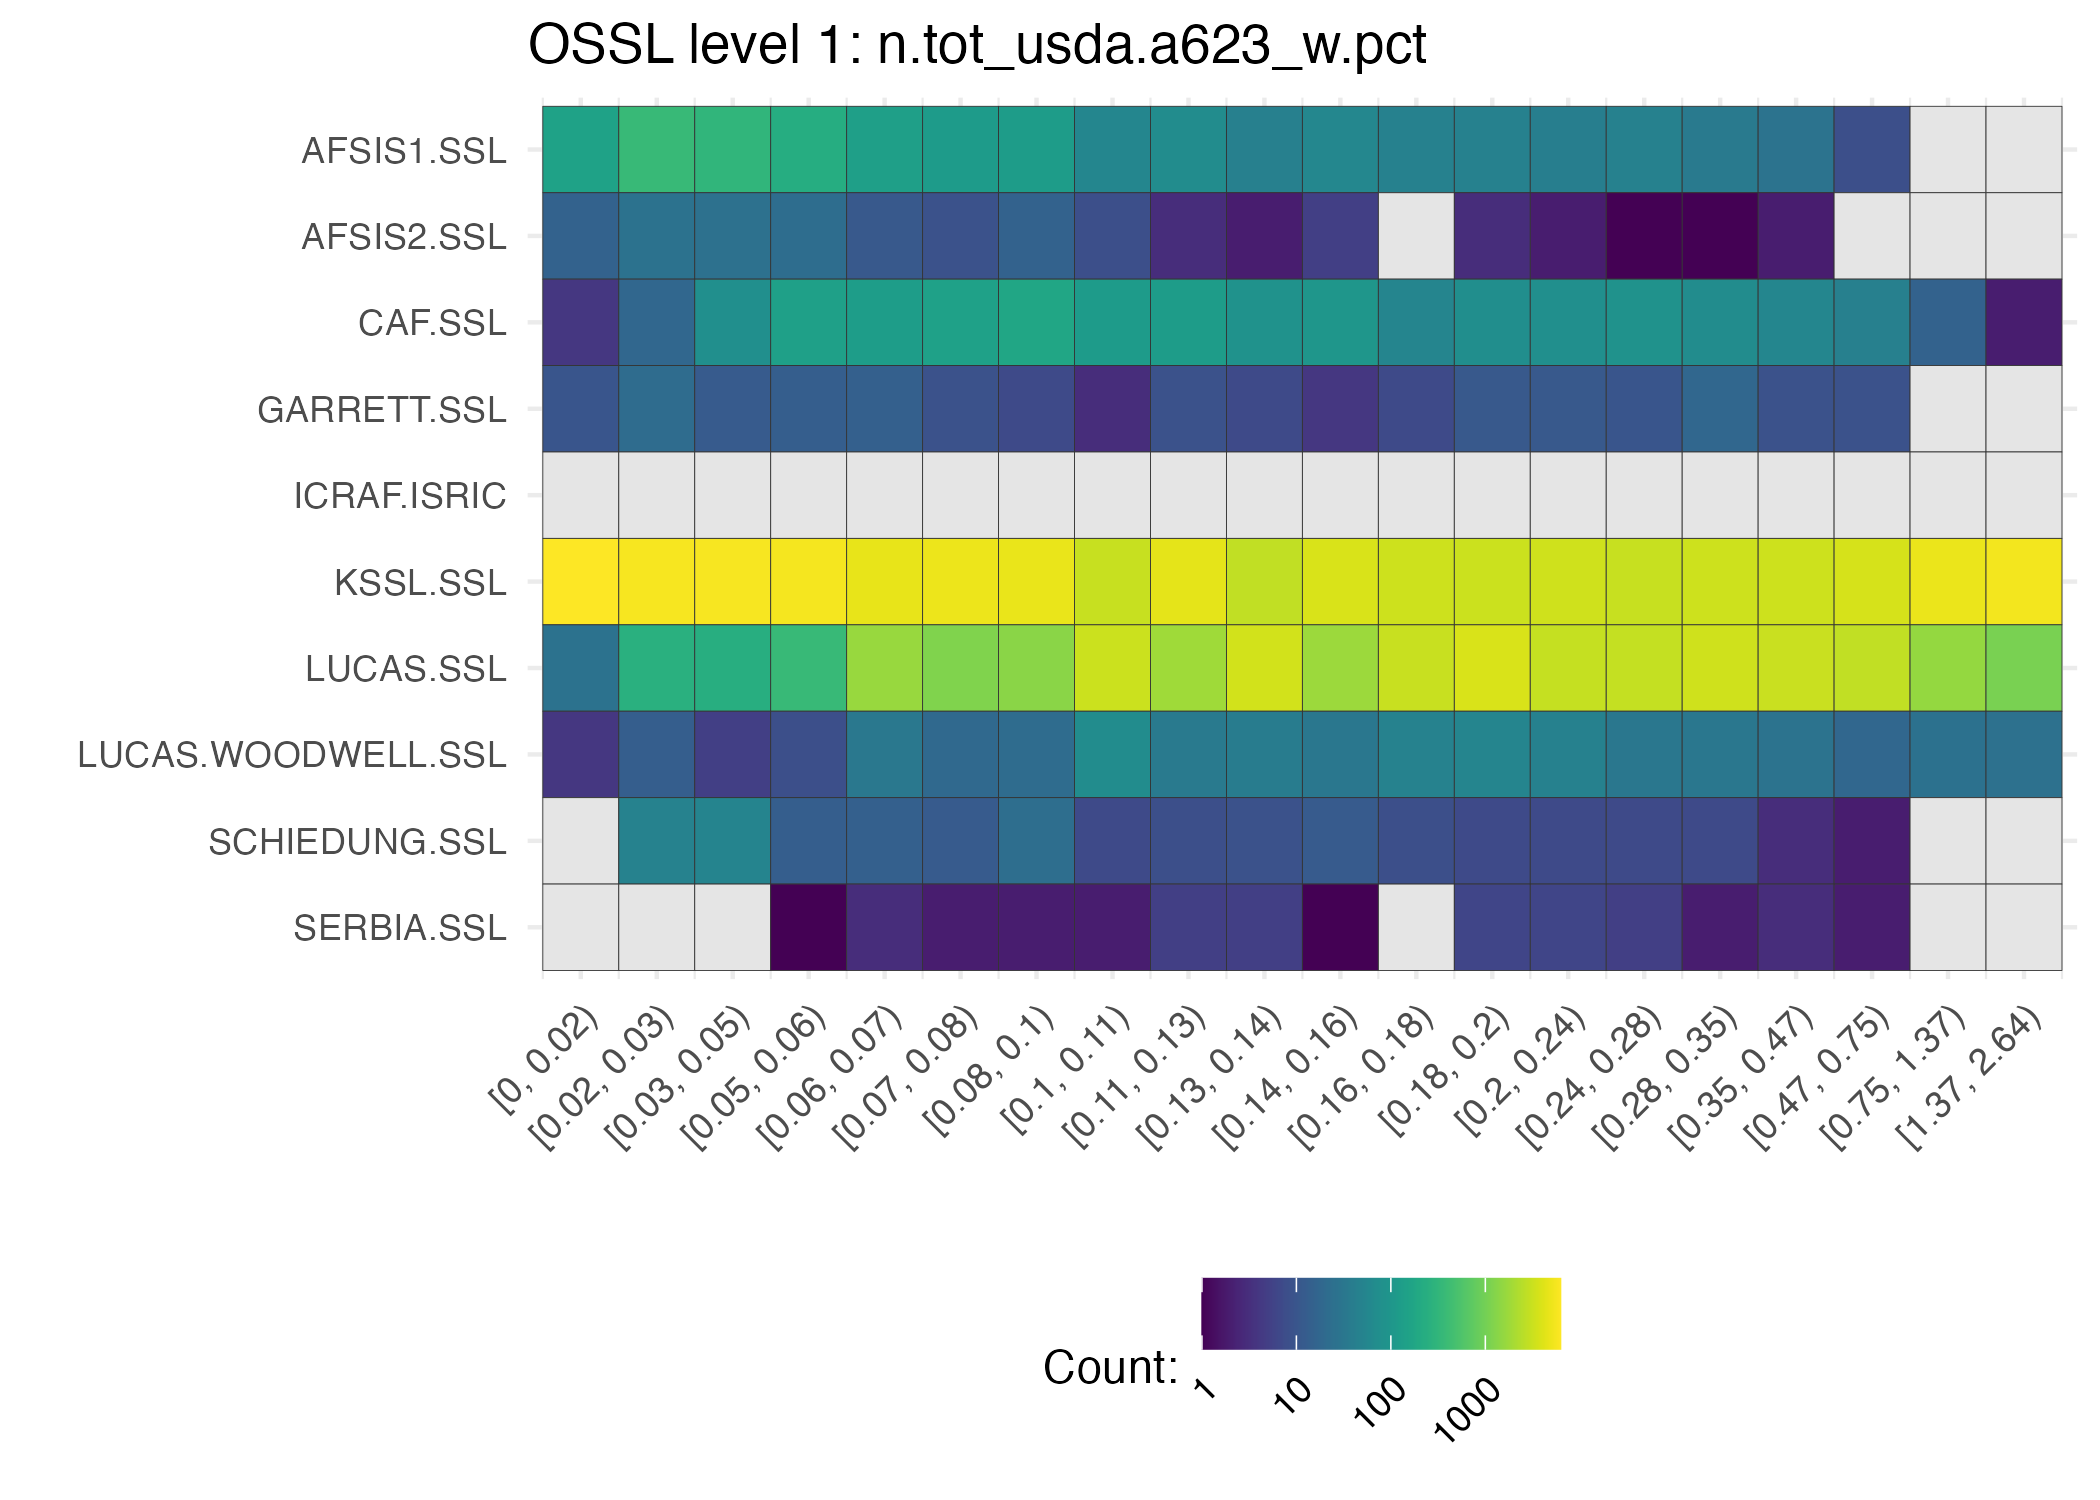 OSSL level 1: n.tot_usda.a623_w.pct
AFSIS1.SSL
AFSIS2.SSL
CAF.SSL
GARRETT.SSL
ICRAF.ISRIC
KSSL.SSL
LUCAS.SSL
LUCAS.WOODWELL.SSL
SCHIEDUNG.SSL
SERBIA.SSL
[0, 0.02)
[0.02, 0.03)
[0.03, 0.05)
[0.05, 0.06)
[0.06, 0.07)
[0.07, 0.08)
[0.08, 0.1)
[0.1, 0.11)
[0.11, 0.13)
[0.13, 0.14)
[0.14, 0.16)
[0.16, 0.18)
[0.18, 0.2)
[0.2, 0.24)
[0.24, 0.28)
[0.28, 0.35)
[0.35, 0.47)
[0.47, 0.75)
[0.75, 1.37)
[1.37, 2.64)
Count:
1
10
100
1000